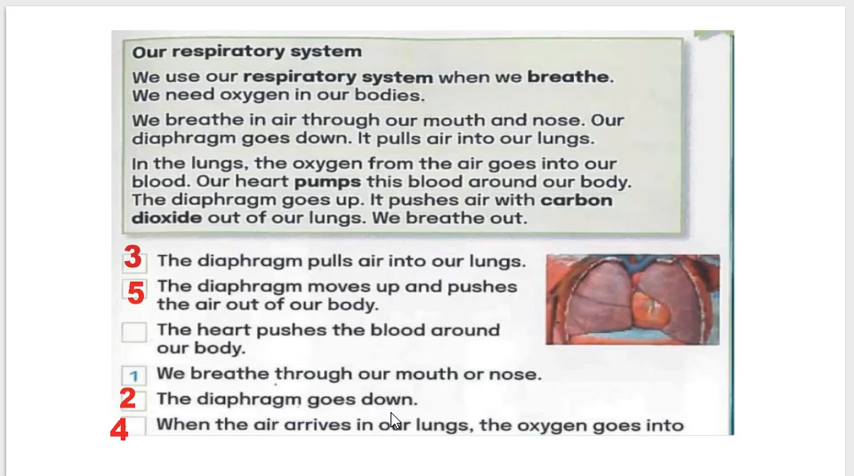 Our respiratory system
We use our respiratory system when we breathe.
We need oxygen in our bodies.
We breathe in air through our mouth and nose. Our
diaphragm goes down. It pulls air into our lungs.
In the lungs, the oxygen from the air goes into our
blood. Our heart pumps this blood around our body.
The diaphragm goes up. It pushes air with carbon
dioxide out of our lungs. We breathe out.
3 The diaphragm pulls air into our lungs.
5 The diaphragm moves up and pushes
the air out of our body.
The heart pushes the blood around
our body.
1 We breathe through our mouth or nose.
2 The diaphragm goes down.
4 When the air arrives in our lungs, the oxygen goes into